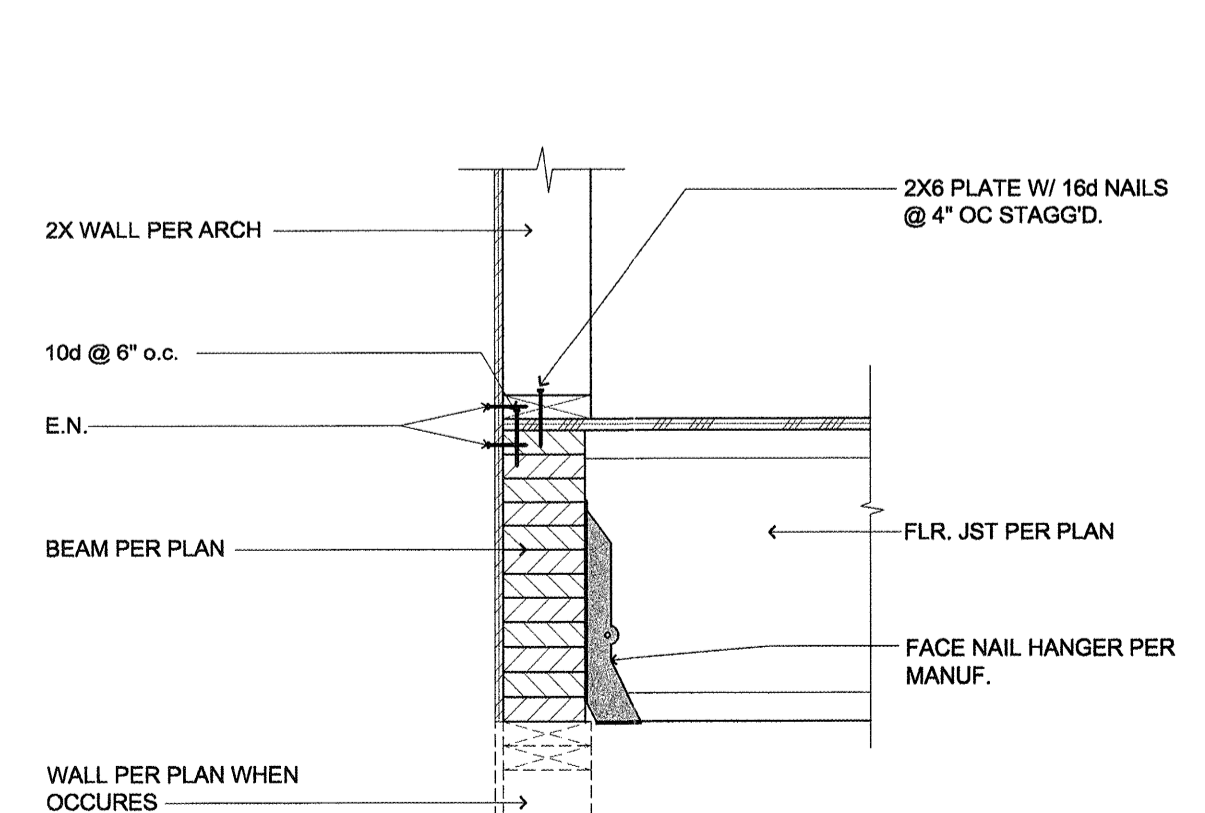 2X6 PLATE W/ 16d NAILS
@ 4" OC STAGG'D.
2X WALL PER ARCH
10d @ 6" o.c.
E.N.
BEAM PER PLAN
FLR. JST PER PLAN
FACE NAIL HANGER PER
MANUF.
WALL PER PLAN WHEN
OCCURES